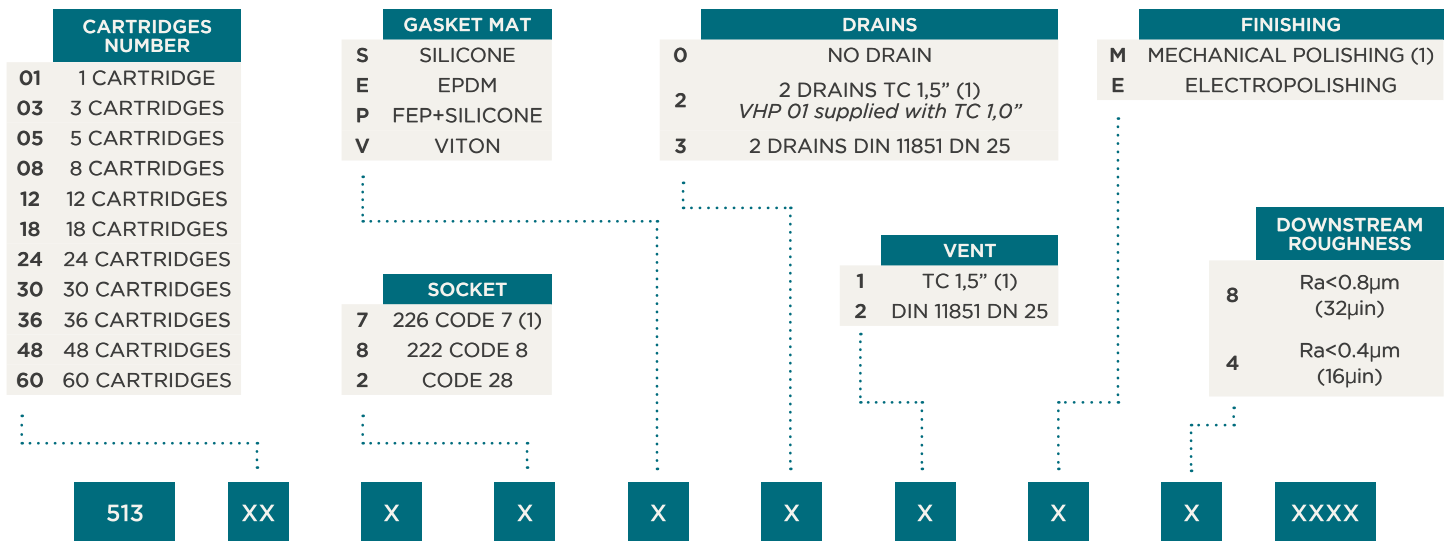 CARTRIDGES
NUMBER
01 1 CARTRIDGE
03 3 CARTRIDGES
05 5 CARTRIDGES
08 8 CARTRIDGES
12 12 CARTRIDGES
18 18 CARTRIDGES
24 24 CARTRIDGES
30 30 CARTRIDGES
36 36 CARTRIDGES
48 48 CARTRIDGES
60 60 CARTRIDGES
GASKET MAT
S SILICONE
E EPDM
P FEP+SILICONE
V VITON
SOCKET
7 226 CODE 7 (1)
8 222 CODE 8
2 CODE 28
DRAINS
0 NO DRAIN
2 2 DRAINS TC 1,5” (1)
VHP 01 supplied with TC 1,0”
3 2 DRAINS DIN 11851 DN 25
VENT
1 TC 1,5” (1)
2 DIN 11851 DN 25
FINISHING
M MECHANICAL POLISHING (1)
E ELECTROPOLISHING
DOWNSTREAM
ROUGHNESS
8 Ra<0.8µm
(32µin)
4 Ra<0.4µm
(16µin)
513 XX X X X X X X X XXXX